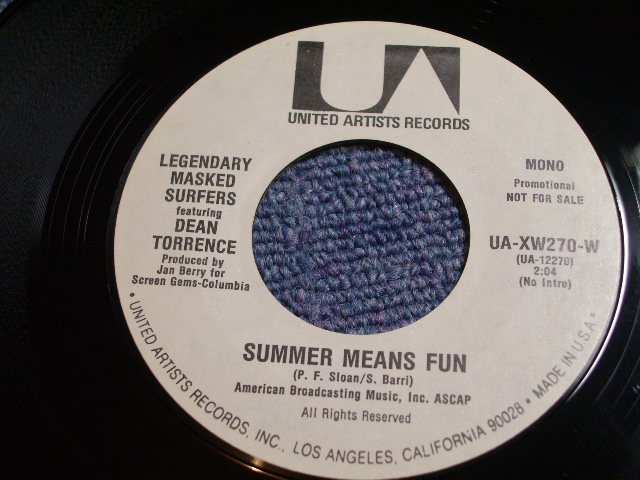 UA
UNITED ARTISTS RECORDS
LEGENDARY
MASKED
SURFERS
featuring
DEAN
TORRENCE
Produced by
Jan Berry for
Screen Gems-Columbia
MONO
Promotional
NOT FOR SALE
UA-XW270-W
(UA-12270)
2:04
(No Intro)
SUMMER MEANS FUN
(P. F. Sloan/S. Barri)
American Broadcasting Music, Inc. ASCAP
All Rights Reserved
• UNITED ARTISTS RECORDS, INC., LOS ANGELES, CALIFORNIA 90028 • MADE IN U.S.A. •